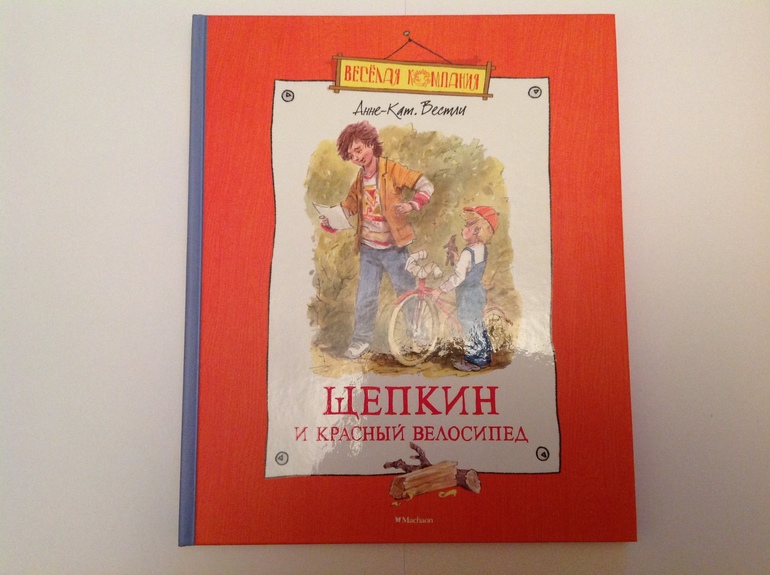 ВЕСЁЛАЯ КОМПАНИЯ
Анне-Кат. Вестли
ЩЕПКИН
И КРАСНЫЙ ВЕЛОСИПЕД
Machaon